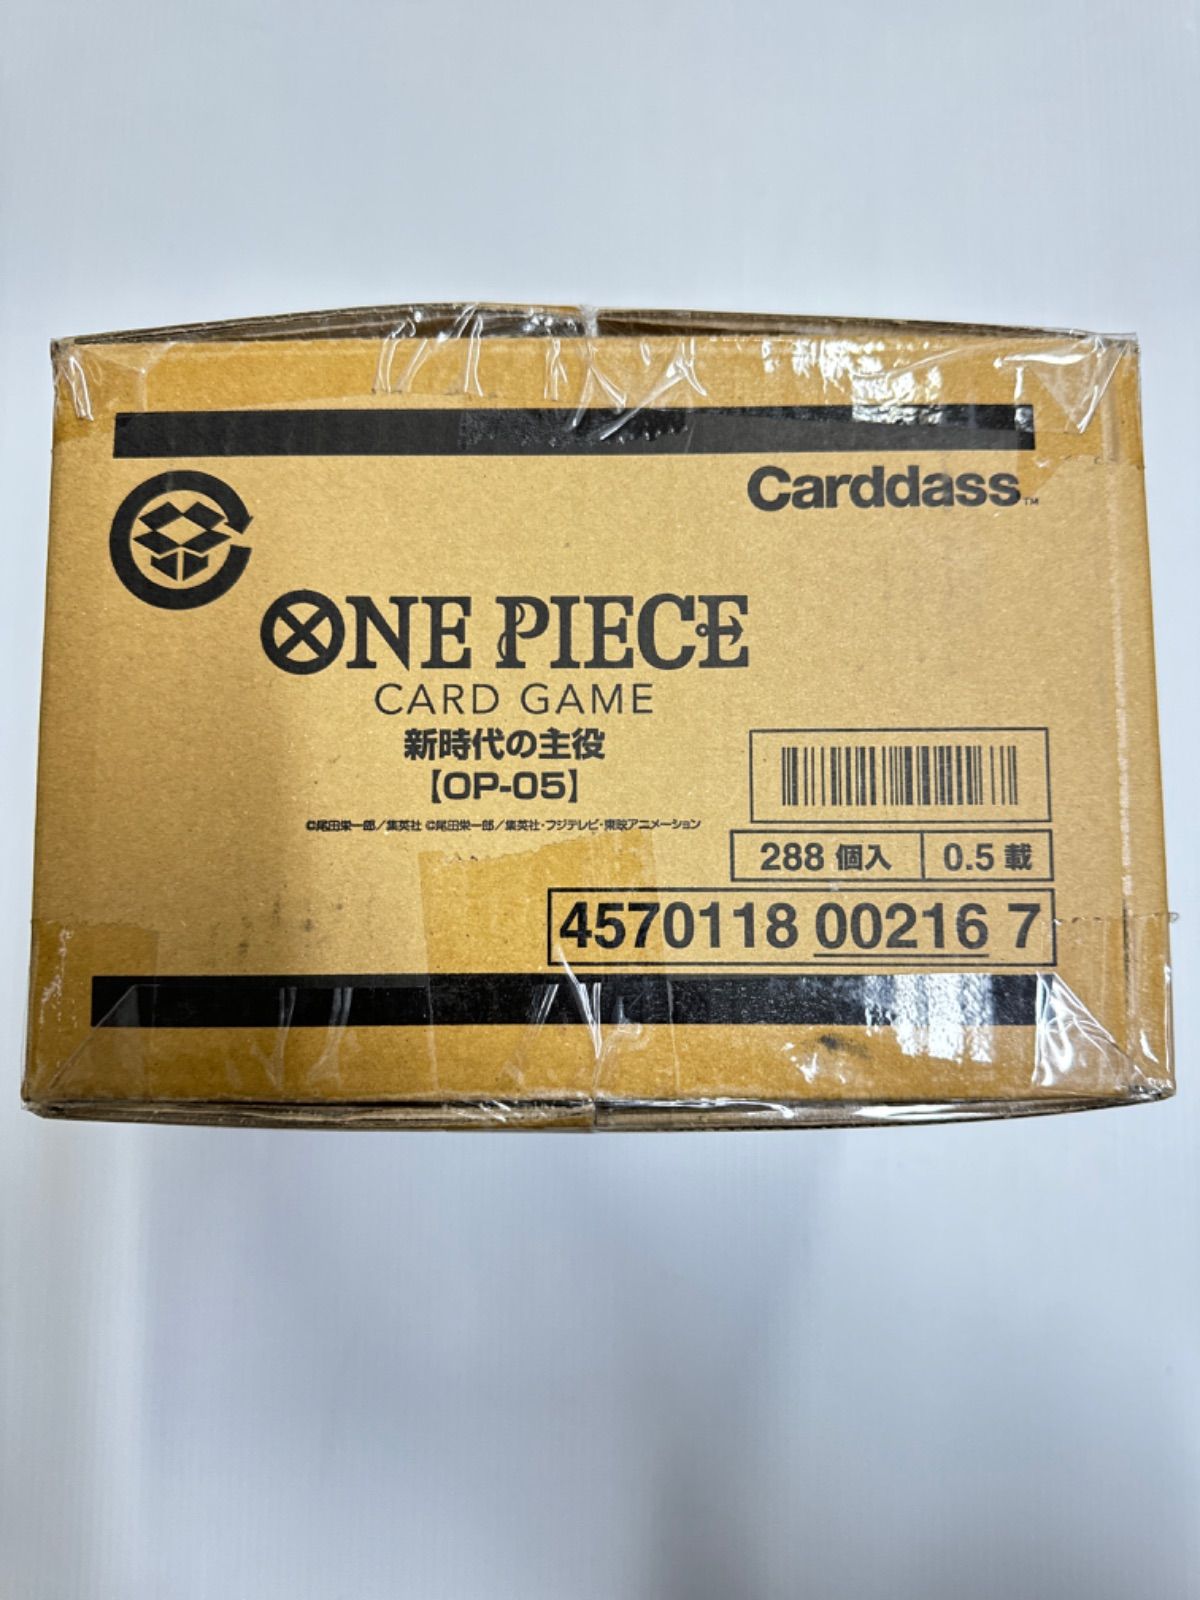 Carddass™
ONE PIECE
CARD GAME
新時代の主役
【OP-05】
©尾田栄一郎／集英社 ©尾田栄一郎／集英社・フジテレビ・東映アニメーション
288 個入 0.5 載
4570118 00216 7